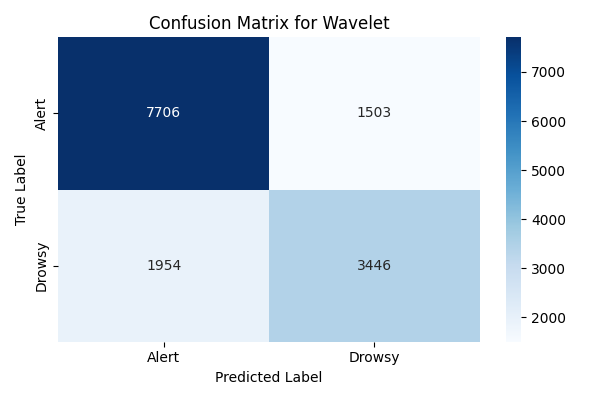 Confusion Matrix for Wavelet
True Label
Alert
Drowsy
7706 1503
1954 3446
Alert Drowsy
Predicted Label
7000
6000
5000
4000
3000
2000